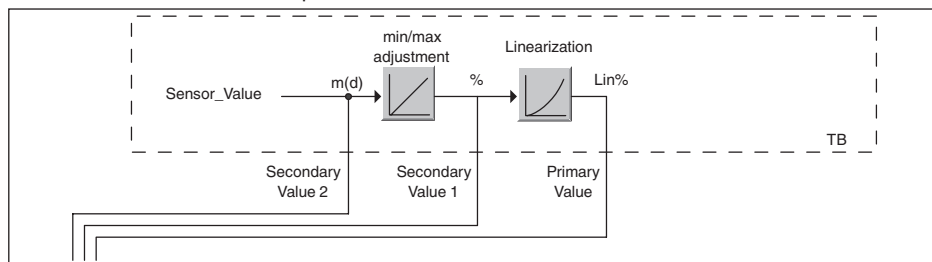 min/max
adjustment
Linearization
Sensor_Value
m(d)
%
Lin%
TB
Secondary
Value 2
Secondary
Value 1
Primary
Value